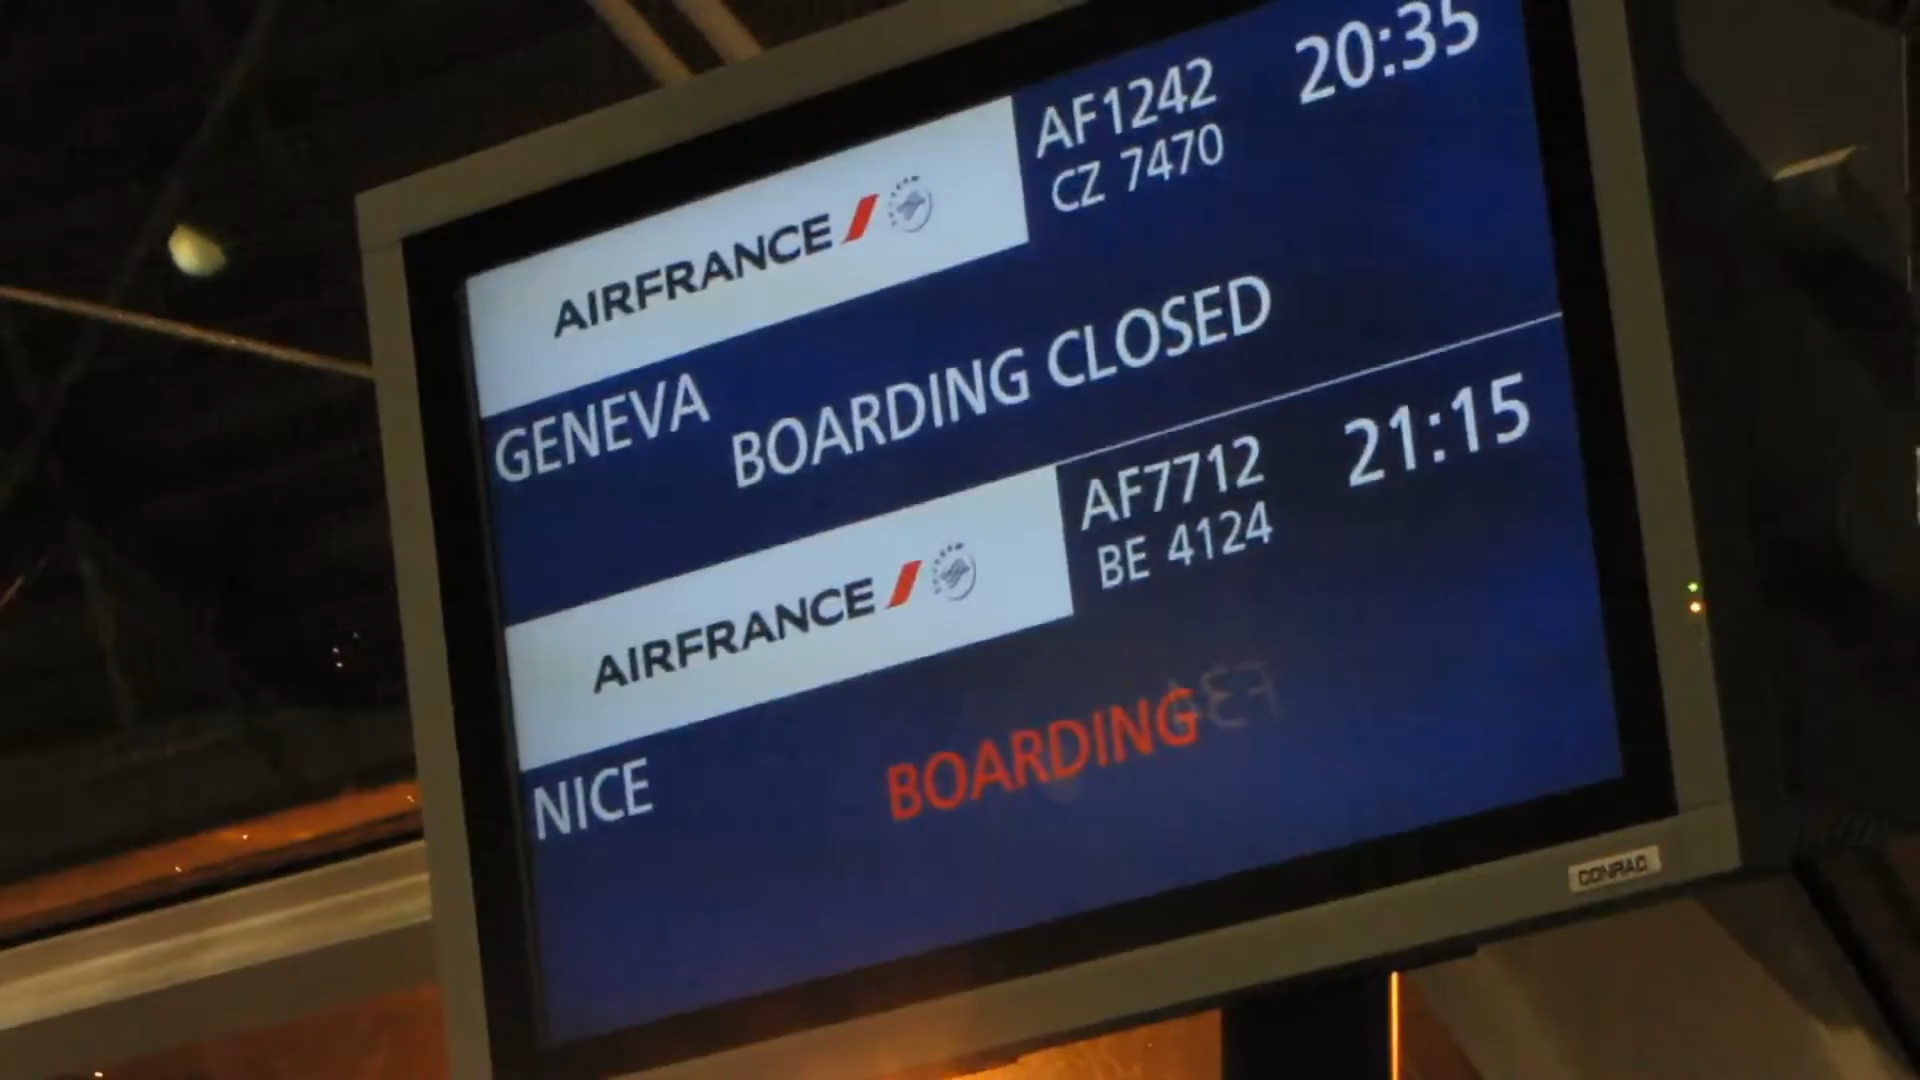 AIRFRANCE
AF1242
20:35
CZ 7470
GENEVA
BOARDING CLOSED
AIRFRANCE
AF7712
21:15
BE 4124
NICE
BOARDING
CONRAC